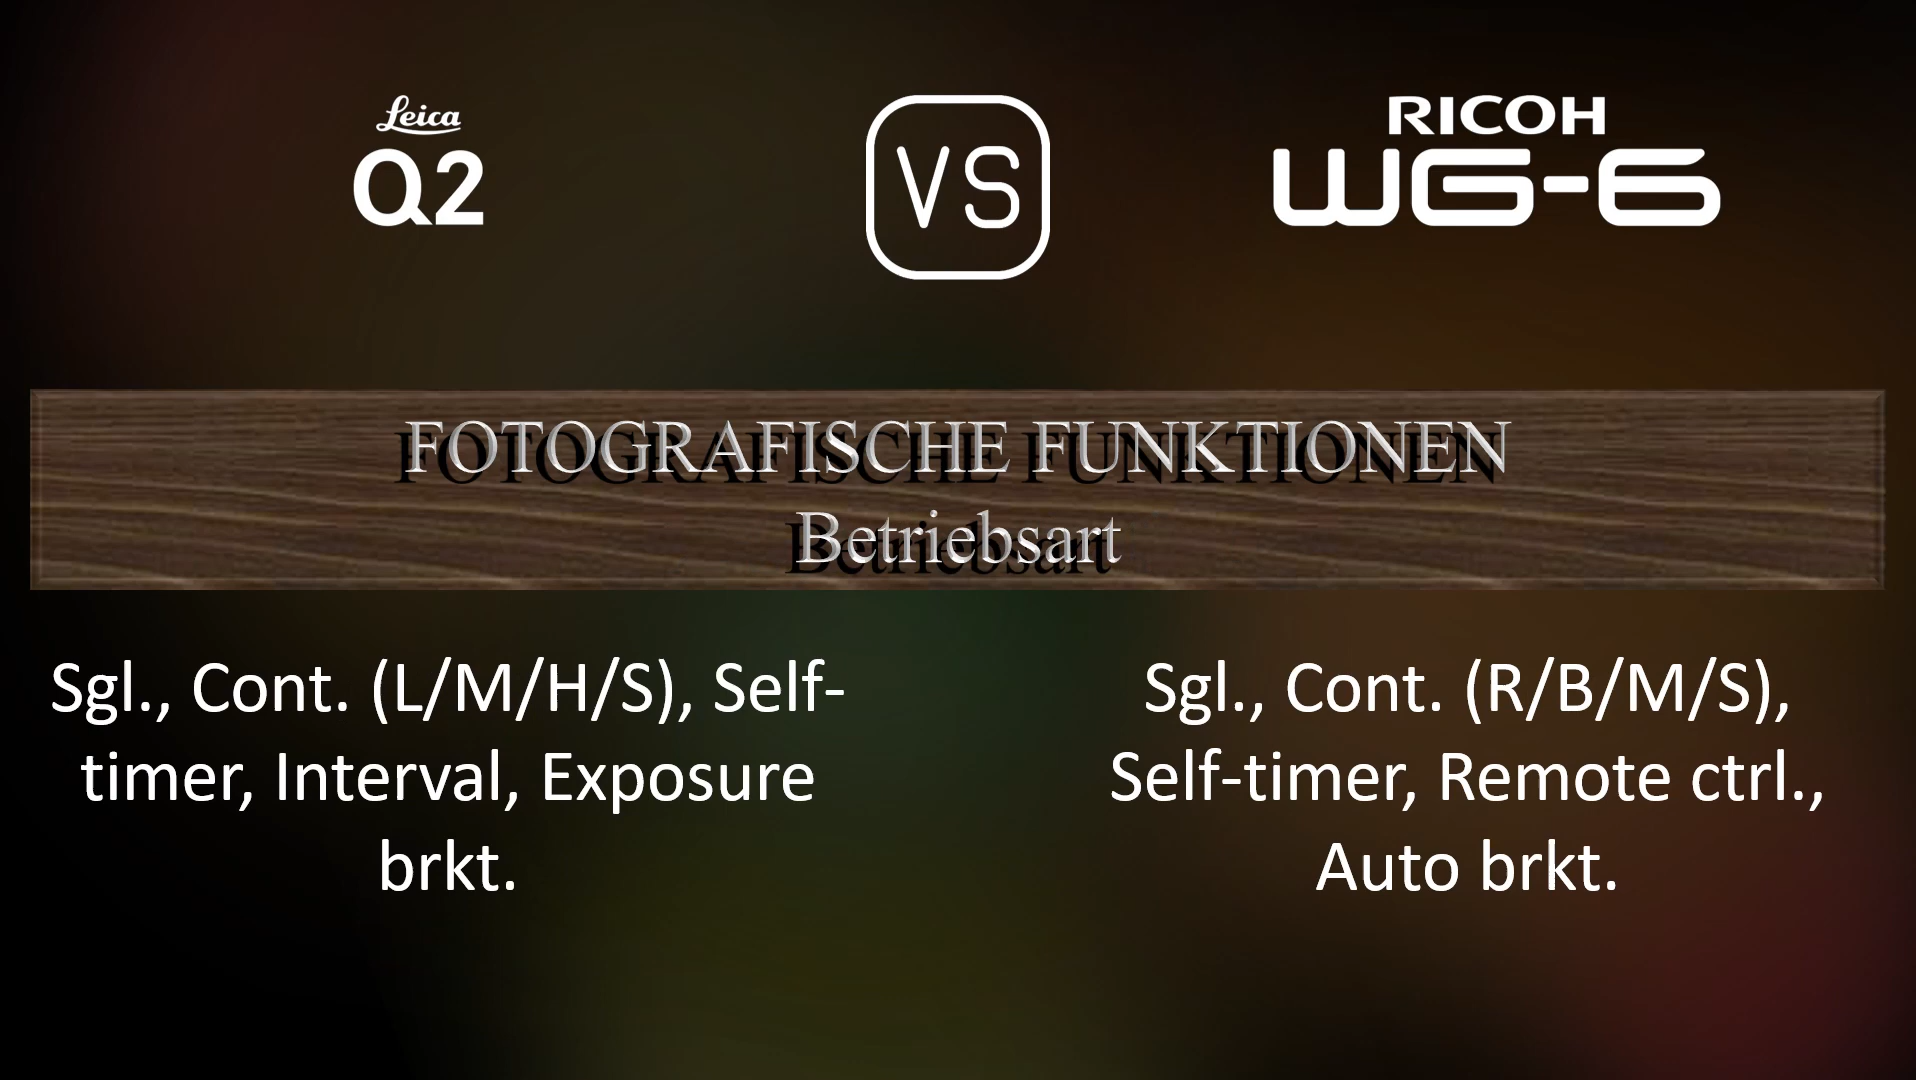 Leica
Q2
VS
RICOH
WG-6
FOTOGRAFISCHE FUNKTIONEN
Betriebsart
Sgl., Cont. (L/M/H/S), Self-
timer, Interval, Exposure
brkt.
Sgl., Cont. (R/B/M/S),
Self-timer, Remote ctrl.,
Auto brkt.